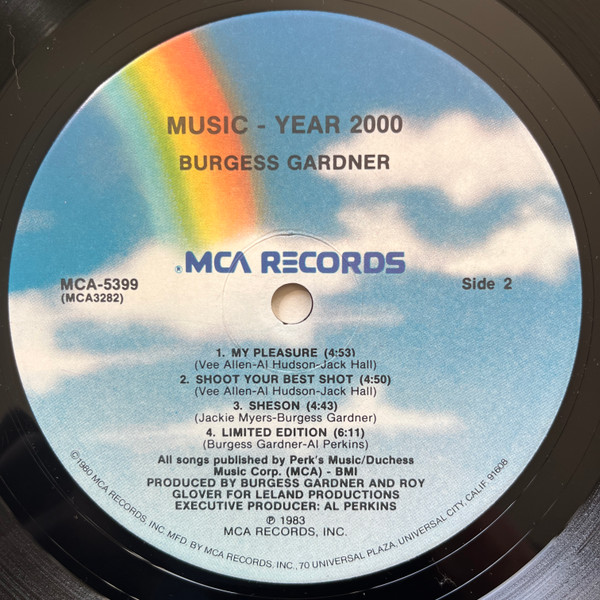 MUSIC - YEAR 2000
BURGESS GARDNER
®MCA RECORDS
MCA-5399
(MCA3282)
Side 2
1. MY PLEASURE (4:53)
(Vee Allen-Al Hudson-Jack Hall)
2. SHOOT YOUR BEST SHOT (4:50)
(Vee Allen-Al Hudson-Jack Hall)
3. SHESON (4:43)
(Jackie Myers-Burgess Gardner)
4. LIMITED EDITION (6:11)
(Burgess Gardner-Al Perkins)
All songs published by Perk's Music/Duchess
Music Corp. (MCA) - BMI
PRODUCED BY BURGESS GARDNER AND ROY
GLOVER FOR LELAND PRODUCTIONS
EXECUTIVE PRODUCER: AL PERKINS
℗ 1983
MCA RECORDS, INC.
©1980 MCA RECORDS, INC. MFD. BY MCA RECORDS, INC., 70 UNIVERSAL PLAZA, UNIVERSAL CITY, CALIF. 91608